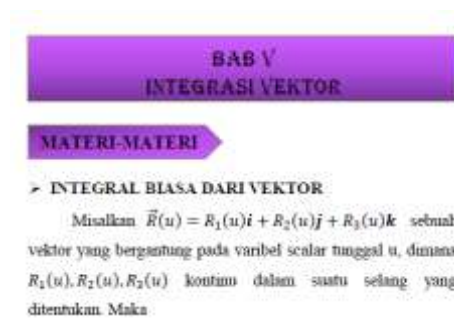 BAB V
INTEGRASI VEKTOR
MATERI-MATERI
➢ INTEGRAL BIASA DARI VEKTOR
Misalkan R⃗(u) = R₁(u)i + R₂(u)j + R₃(u)k sebuah
vektor yang bergantung pada varibel scalar tunggal u, dimana
R₁(u), R₂(u), R₃(u) kontinu dalam suatu selang yang
ditentukan. Maka